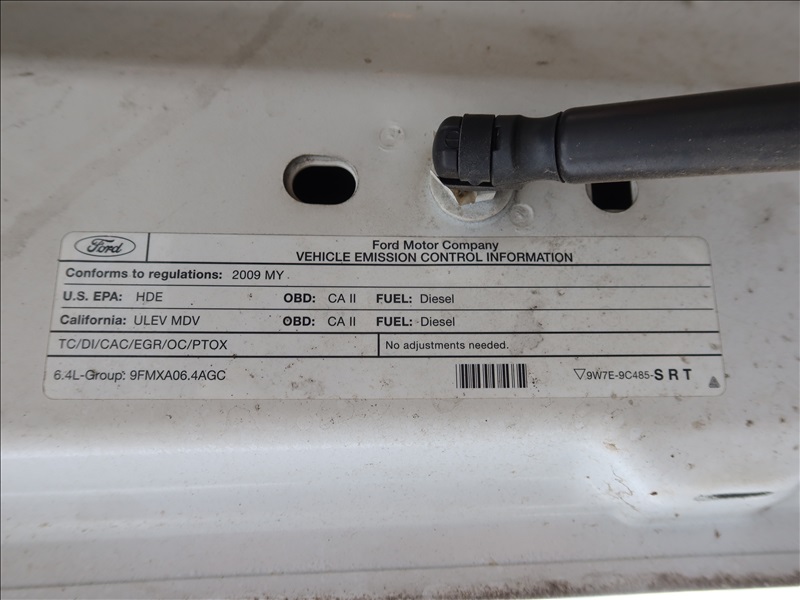 Ford
Ford Motor Company
VEHICLE EMISSION CONTROL INFORMATION
Conforms to regulations: 2009 MY
U.S. EPA: HDE OBD: CA II FUEL: Diesel
California: ULEV MDV OBD: CA II FUEL: Diesel
TC/DI/CAC/EGR/OC/PTOX No adjustments needed.
6.4L-Group: 9FMXA06.4AGC ▽9W7E-9C485-S R T